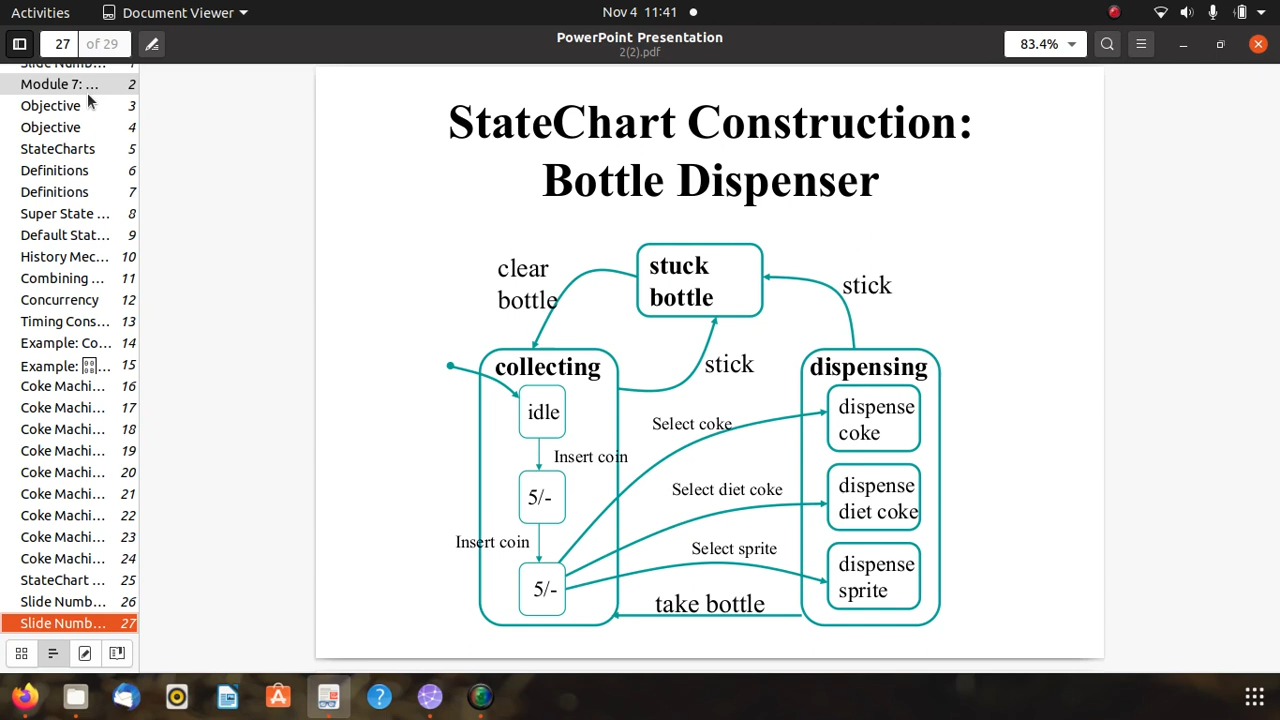 Activities
Document Viewer
Nov 4 11:41
27 of 29
PowerPoint Presentation
2(2).pdf
83.4%
1
Module 7: ... 2
Objective 3
Objective 4
StateCharts 5
Definitions 6
Definitions 7
Super State ... 8
Default Stat... 9
History Mec... 10
Combining ... 11
Concurrency 12
Timing Cons... 13
Example: Co... 14
Example: ... 15
Coke Machi... 16
Coke Machi... 17
Coke Machi... 18
Coke Machi... 19
Coke Machi... 20
Coke Machi... 21
Coke Machi... 22
Coke Machi... 23
Coke Machi... 24
StateChart ... 25
Slide Numb... 26
Slide Numb... 27
StateChart Construction:
Bottle Dispenser
clear
bottle
stuck
bottle
stick
collecting
stick
dispensing
idle
Select coke
dispense
coke
Insert coin
5/-
Select diet coke
dispense
diet coke
Insert coin
5/-
Select sprite
dispense
sprite
take bottle